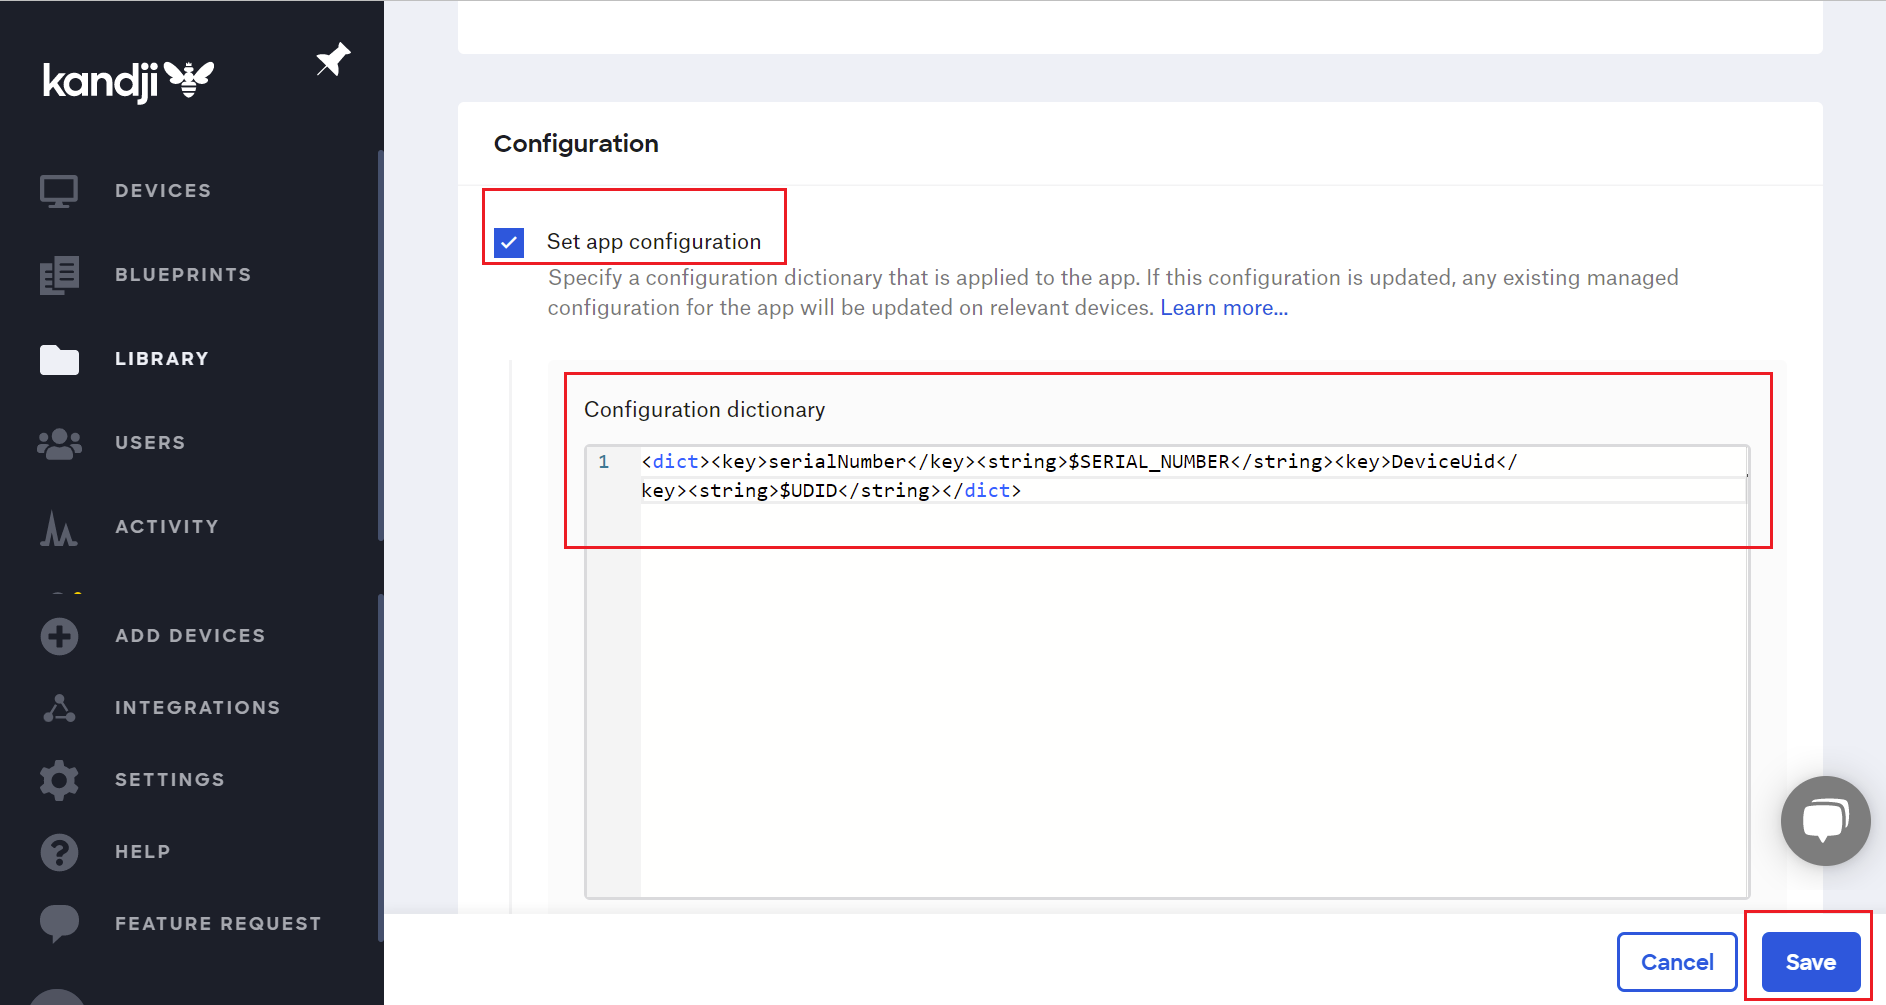 kandji
DEVICES
BLUEPRINTS
LIBRARY
USERS
ACTIVITY
ADD DEVICES
INTEGRATIONS
SETTINGS
HELP
FEATURE REQUEST
Configuration
Set app configuration
Specify a configuration dictionary that is applied to the app. If this configuration is updated, any existing managed
configuration for the app will be updated on relevant devices. Learn more...
Configuration dictionary
1 <dict><key>serialNumber</key><string>$SERIAL_NUMBER</string><key>DeviceUid</
key><string>$UDID</string></dict>
Cancel
Save